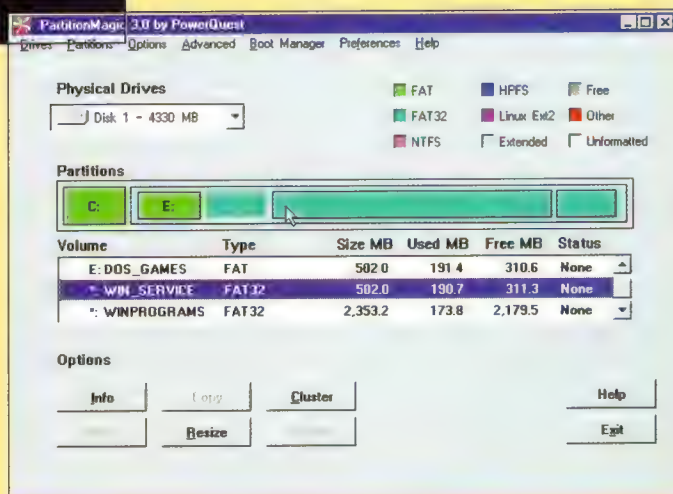 PartitionMagic 3.0 by PowerQuest
Drives Partitions Options Advanced Boot Manager Preferences Help
Physical Drives
Disk 1 - 4330 MB
FAT HPFS Free
FAT32 Linux Ext2 Other
NTFS Extended Unformatted
Partitions
C: E:
Volume Type Size MB Used MB Free MB Status
E: DOS_GAMES FAT 502.0 191.4 310.6 None
*: WIN_SERVICE FAT32 502.0 190.7 311.3 None
*: WINPROGRAMS FAT32 2,353.2 173.8 2,179.5 None
Options
Info Copy Cluster Help
Resize Exit